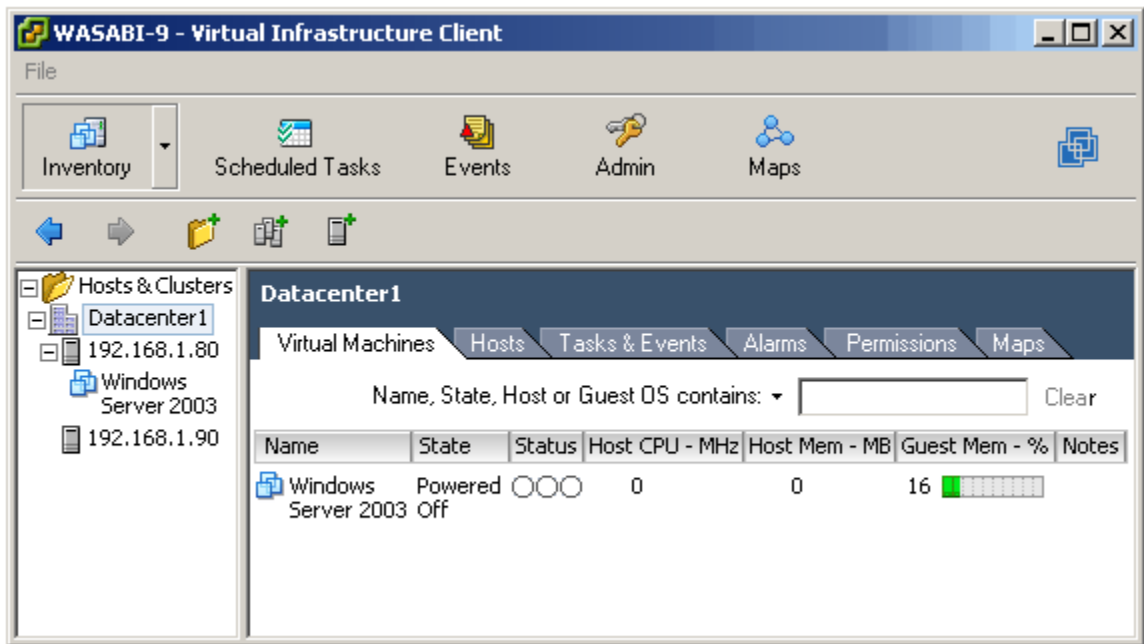 WASABI-9 - Virtual Infrastructure Client
File
Inventory Scheduled Tasks Events Admin Maps
Hosts & Clusters
Datacenter1
192.168.1.80
Windows
Server 2003
192.168.1.90
Datacenter1
Virtual Machines Hosts Tasks & Events Alarms Permissions Maps
Name, State, Host or Guest OS contains: Clear
Name State Status Host CPU - MHz Host Mem - MB Guest Mem - % Notes
Windows Powered 0 0 16
Server 2003 Off